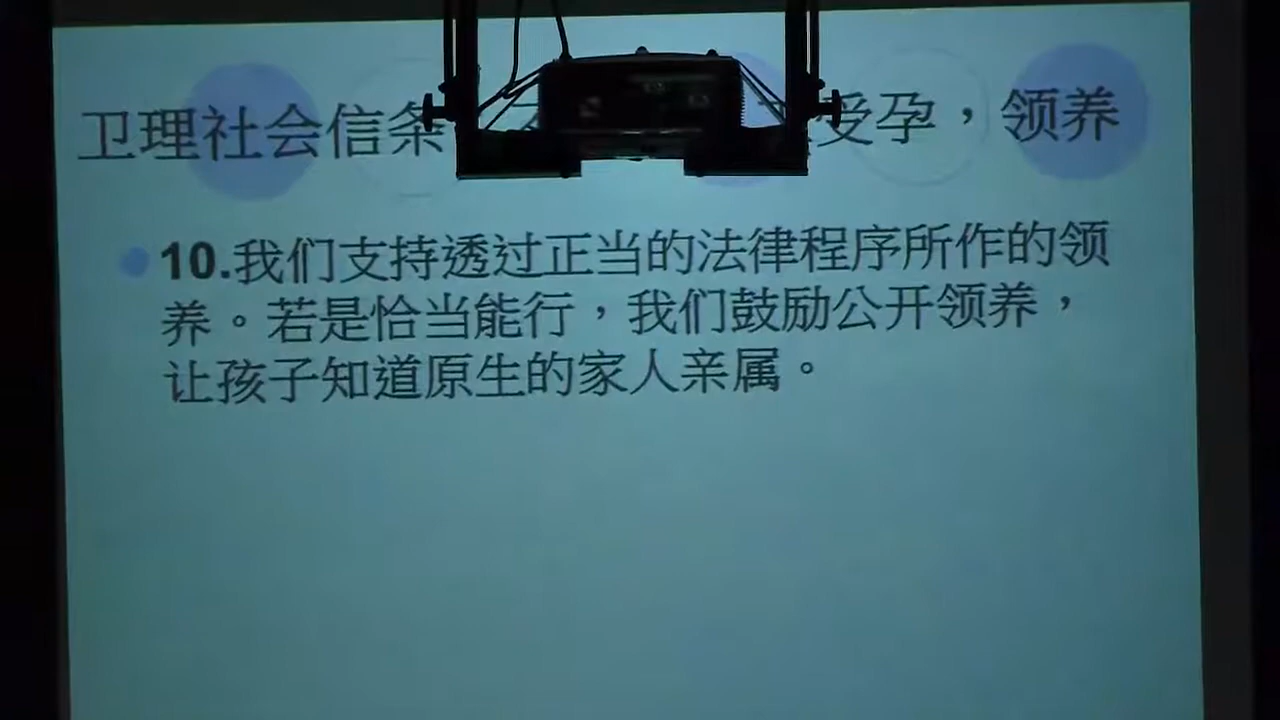 卫理社会信条 受孕，领养
10.我们支持透过正当的法律程序所作的领
养。若是恰当能行，我们鼓励公开领养，
让孩子知道原生的家人亲属。